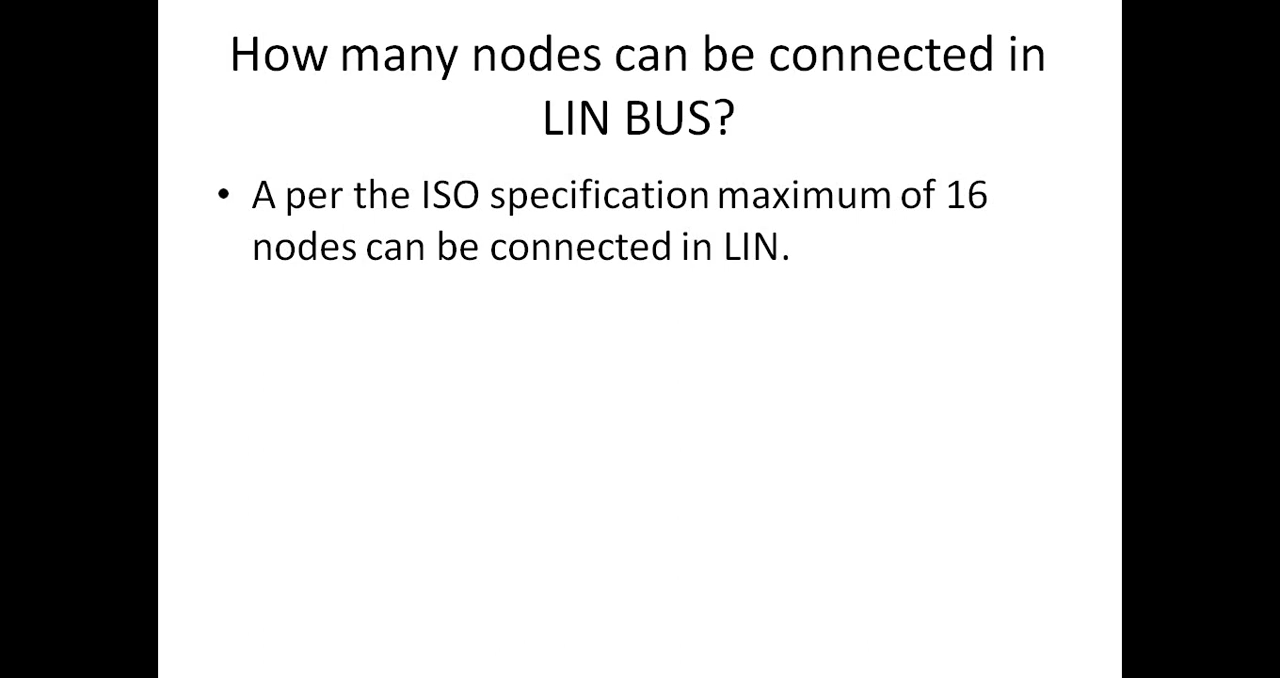 How many nodes can be connected in
LIN BUS?
• A per the ISO specification maximum of 16
nodes can be connected in LIN.